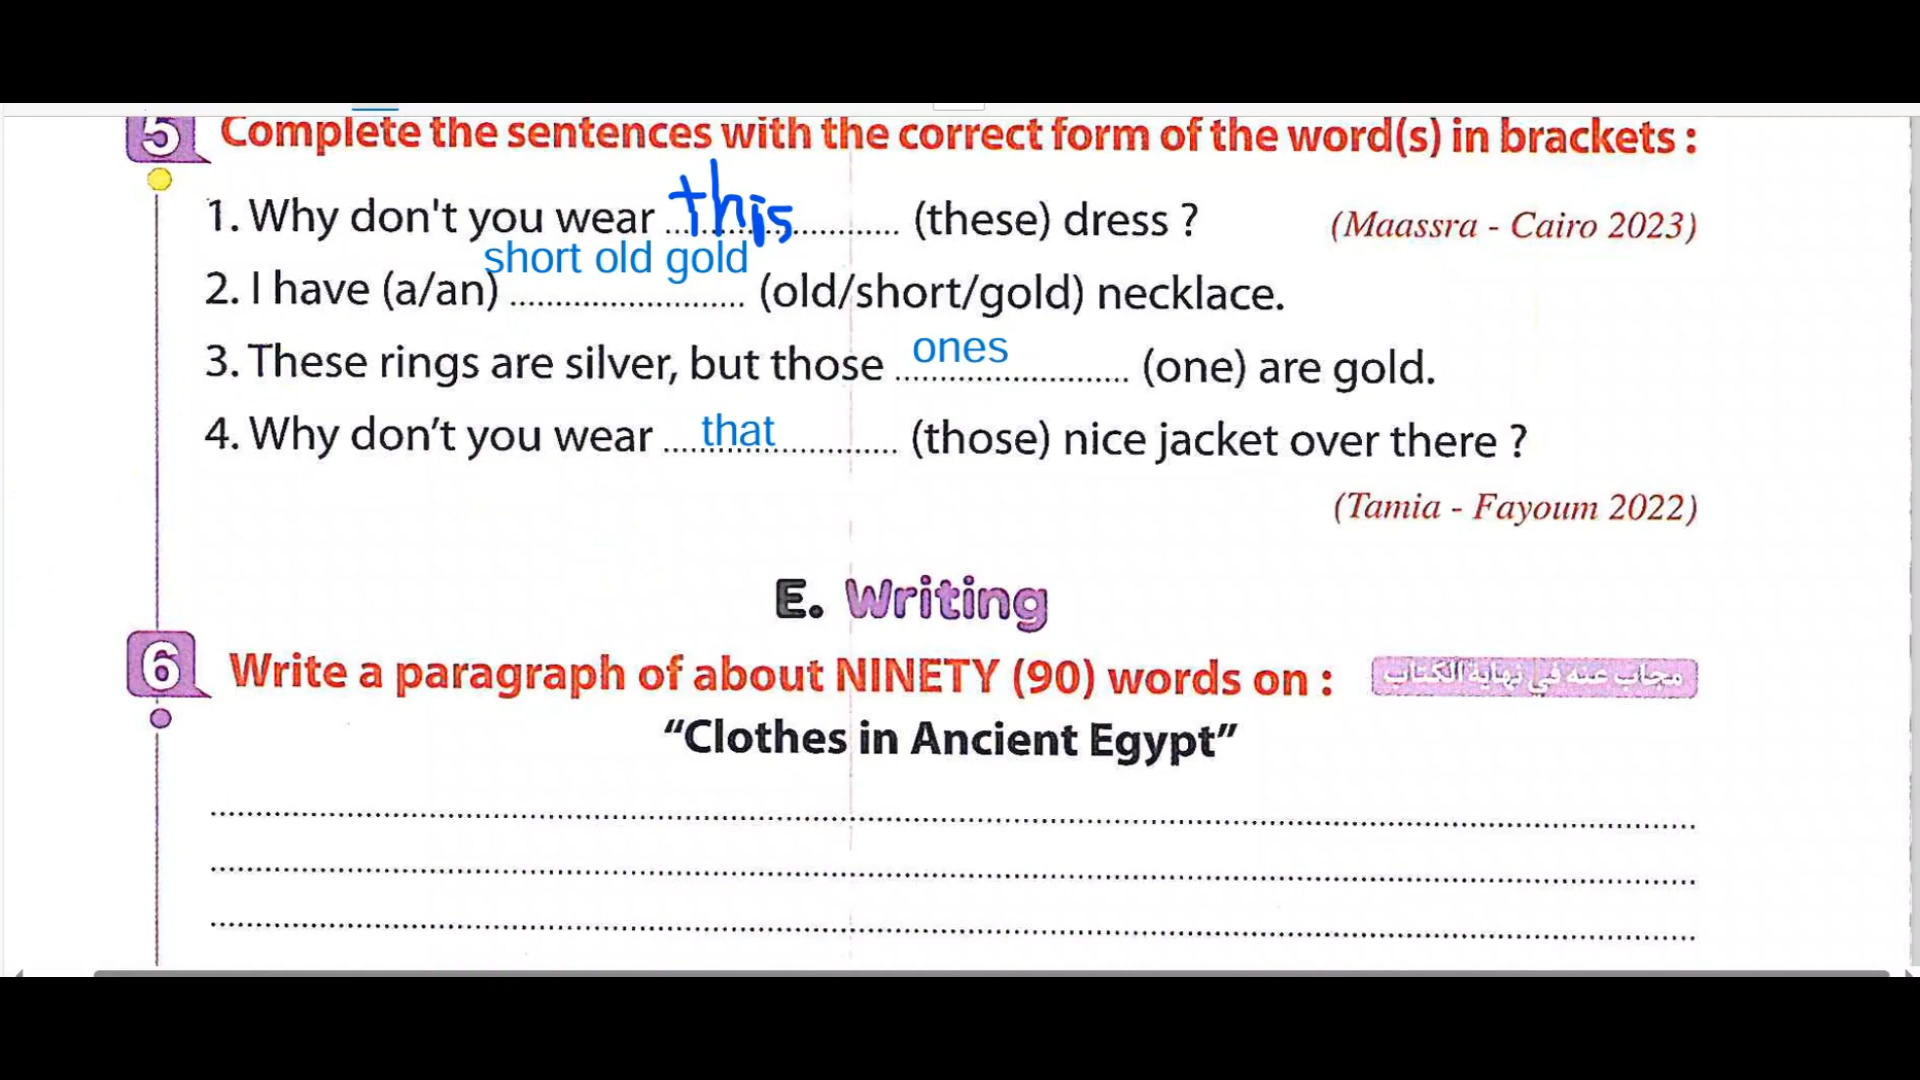 5 Complete the sentences with the correct form of the word(s) in brackets :
1. Why don't you wear this (these) dress ? (Maassra - Cairo 2023)
short old gold
2. I have (a/an) ........................ (old/short/gold) necklace.
3. These rings are silver, but those ones (one) are gold.
4. Why don't you wear that (those) nice jacket over there ?
(Tamia - Fayoum 2022)
E. Writing
6 Write a paragraph of about NINETY (90) words on : مجاب عنه في نهاية الكتاب
"Clothes in Ancient Egypt"